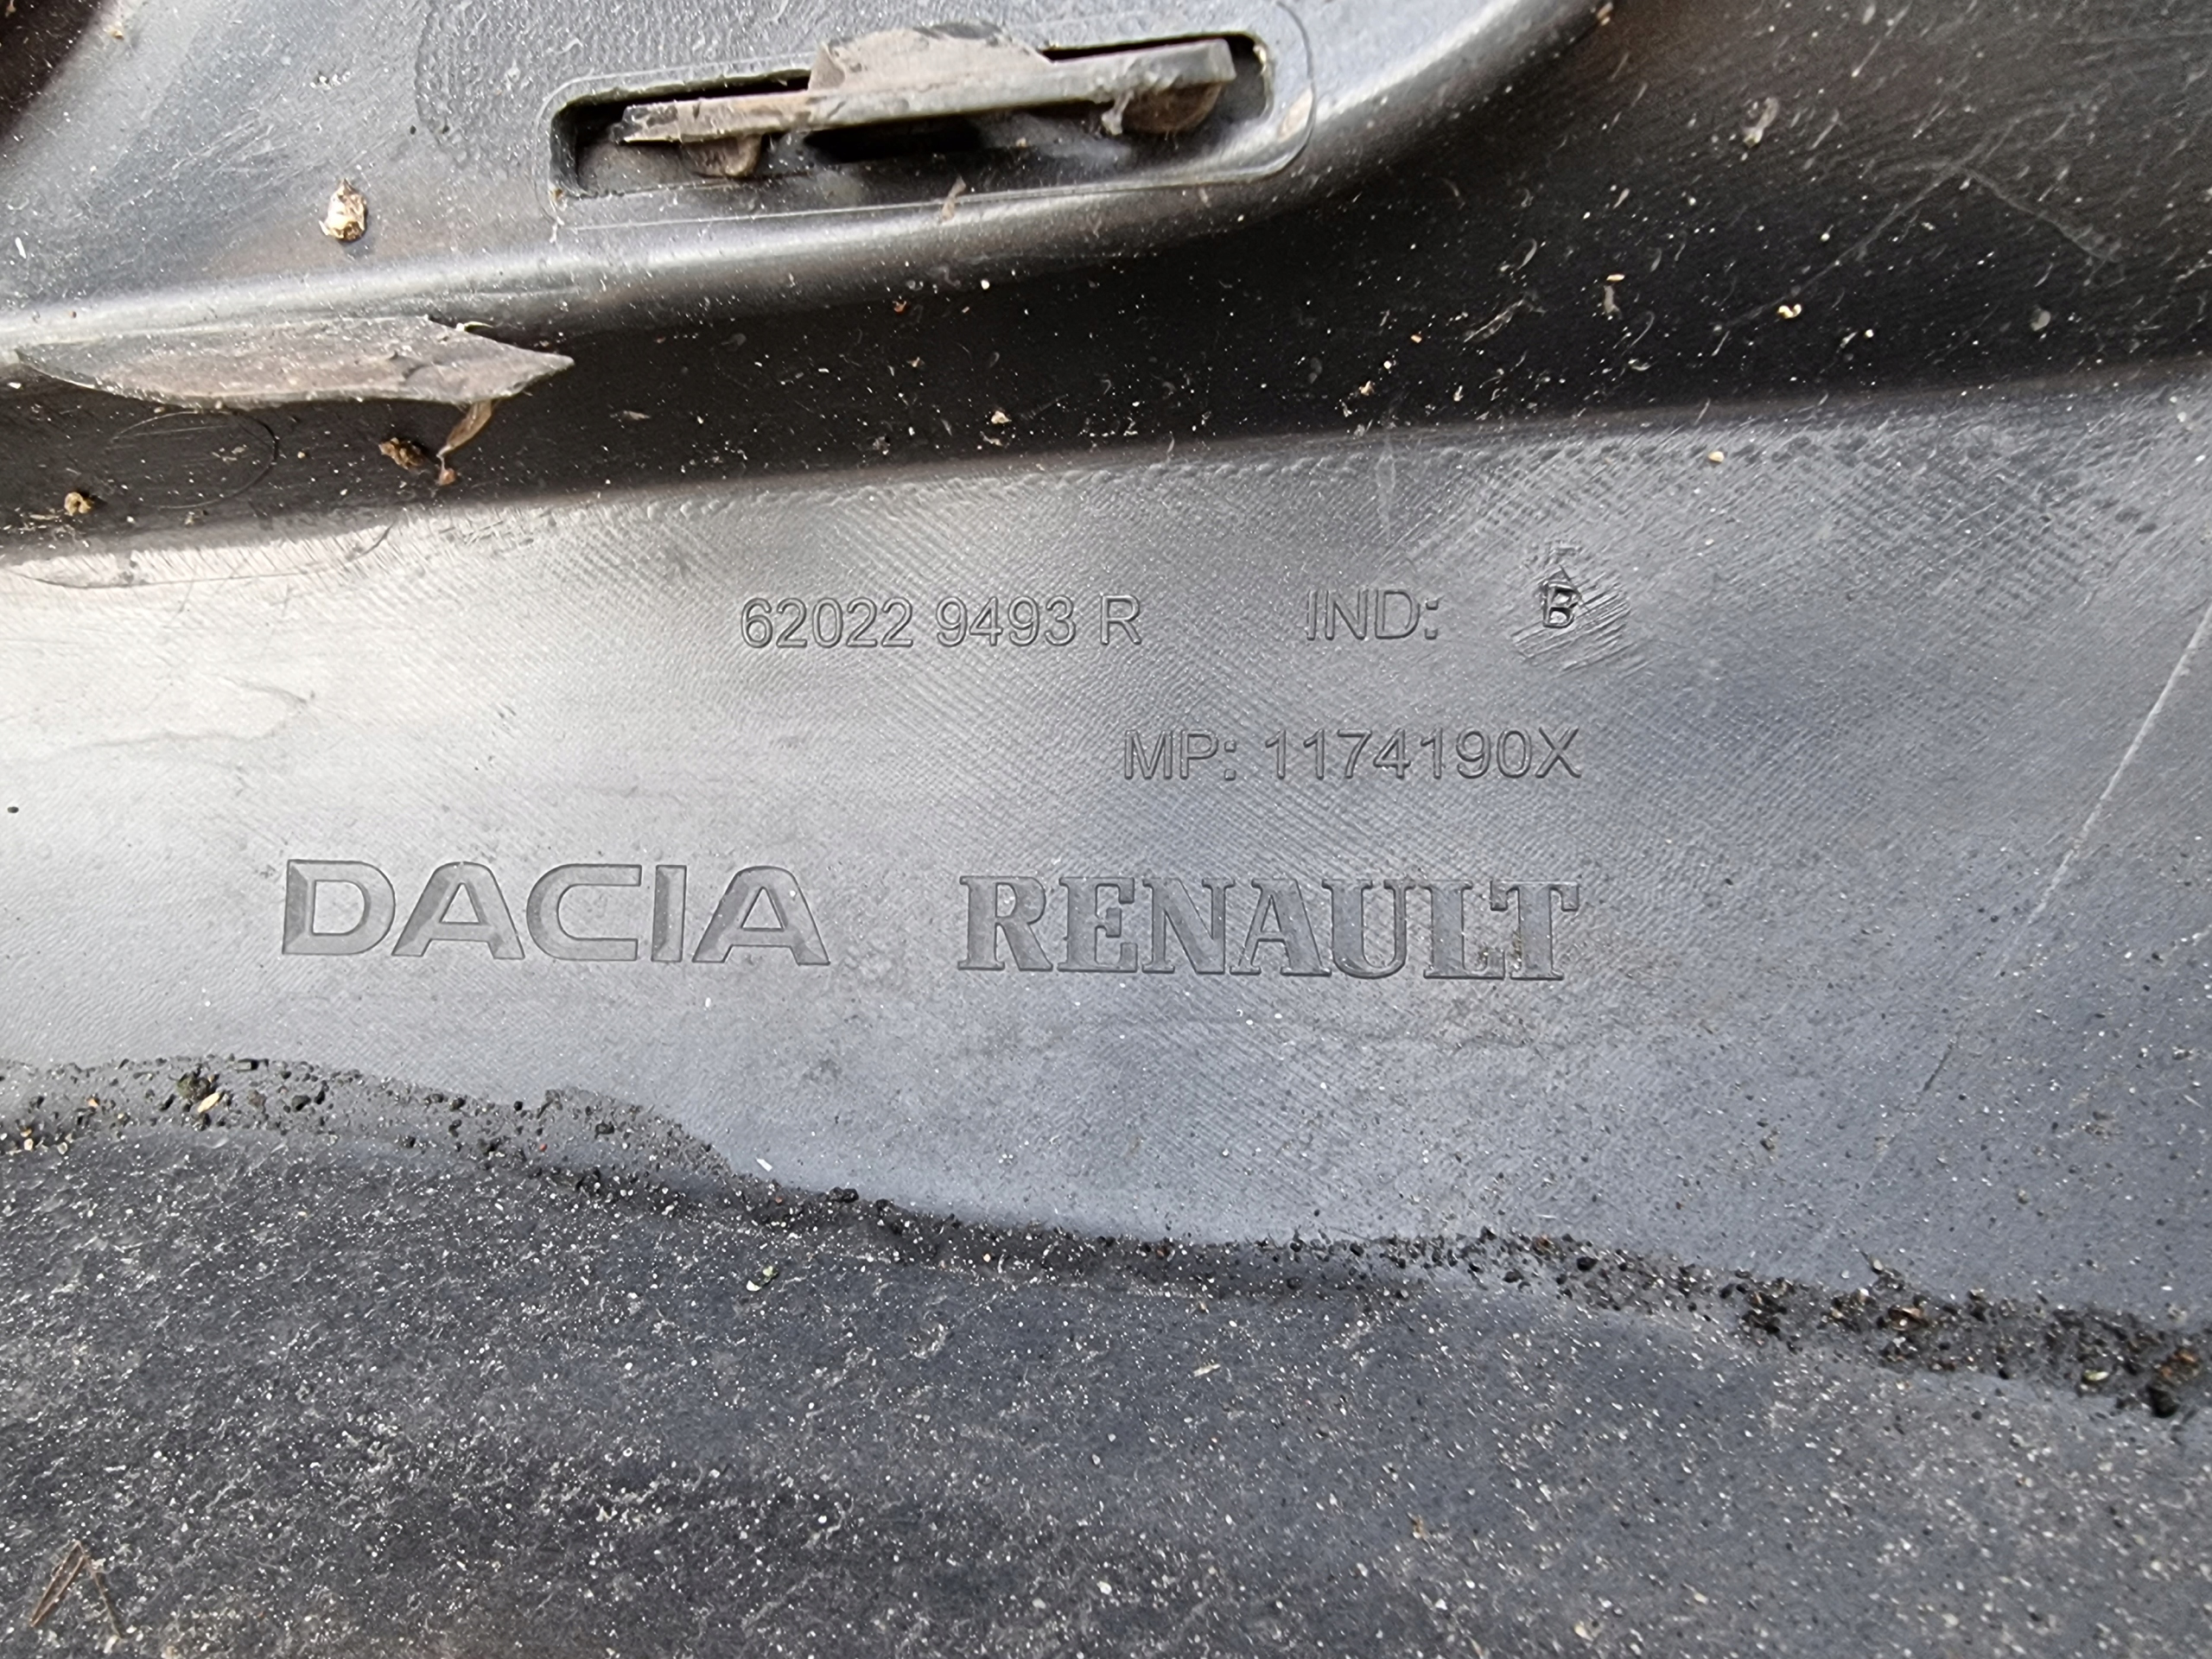 62022 9493 R IND: B
MP: 1174190X
DACIA RENAULT